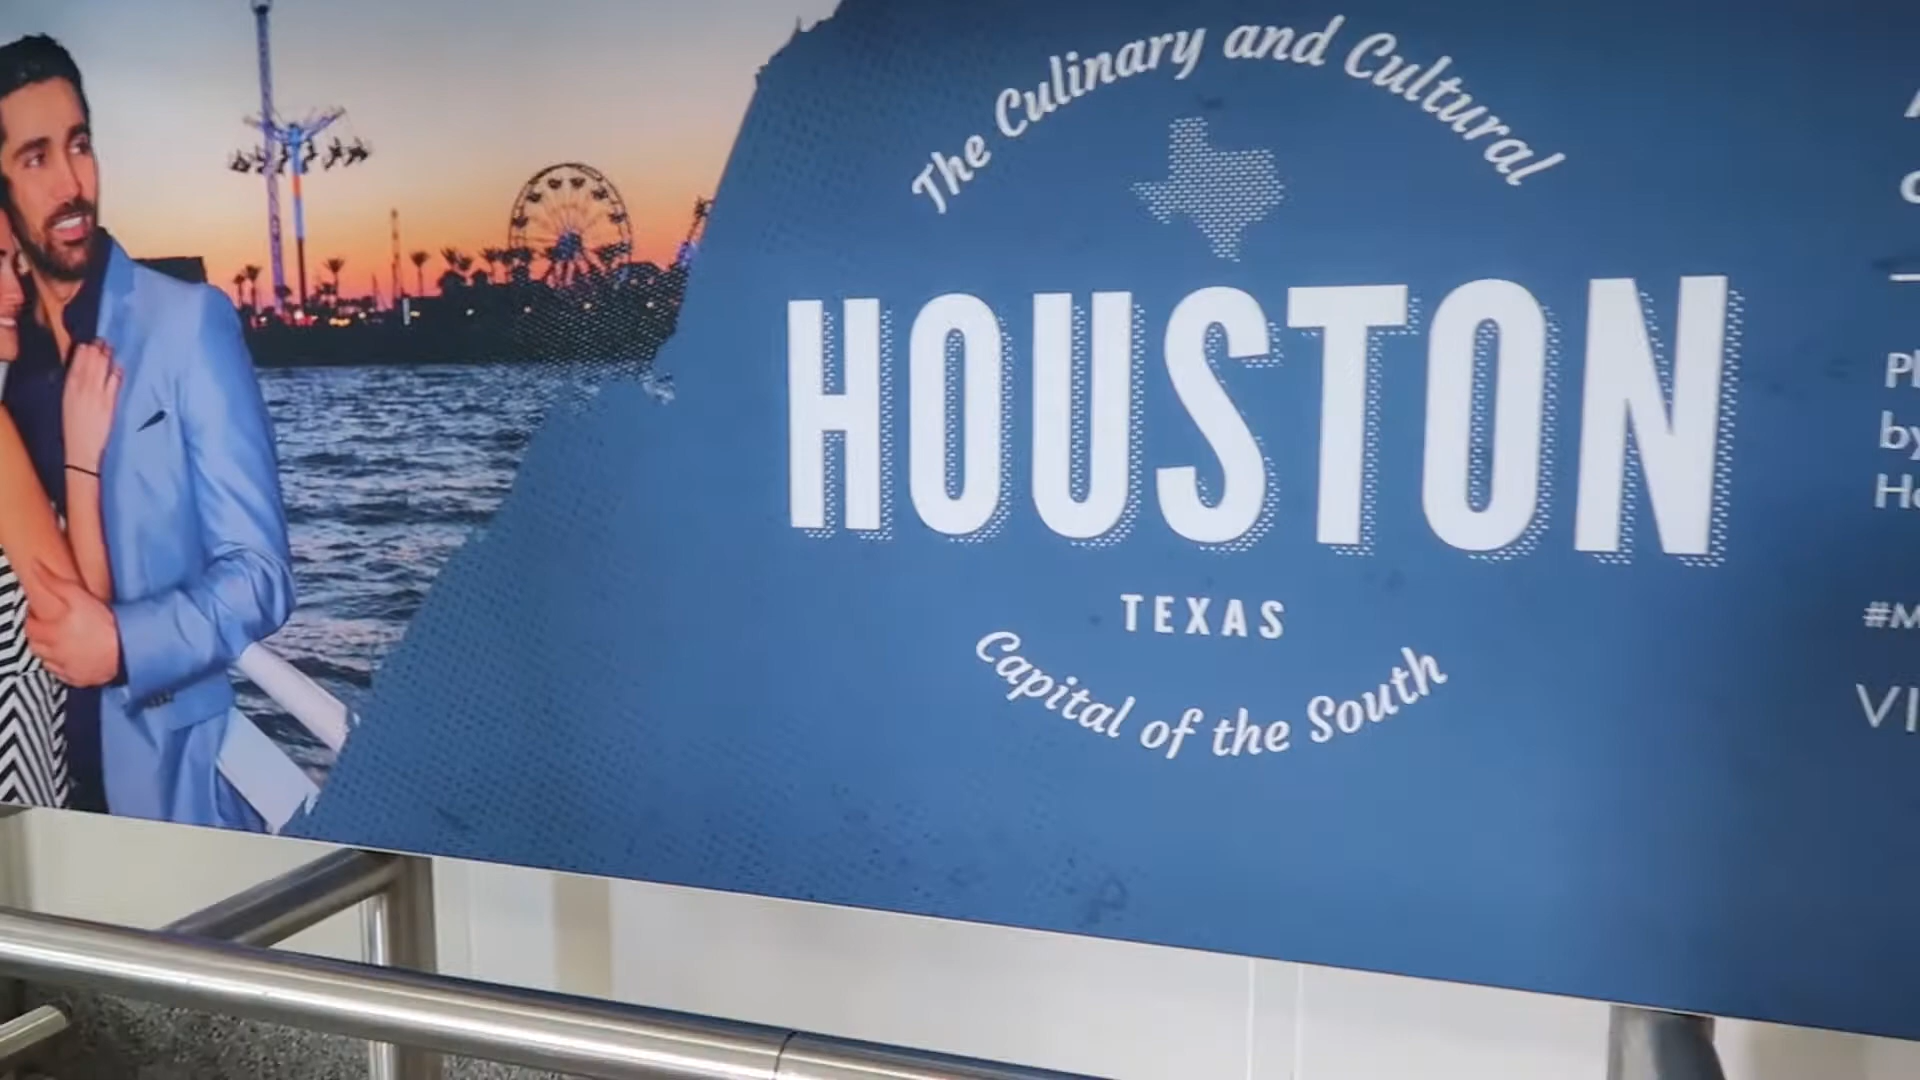 The Culinary and Cultural
HOUSTON
TEXAS
Capital of the South